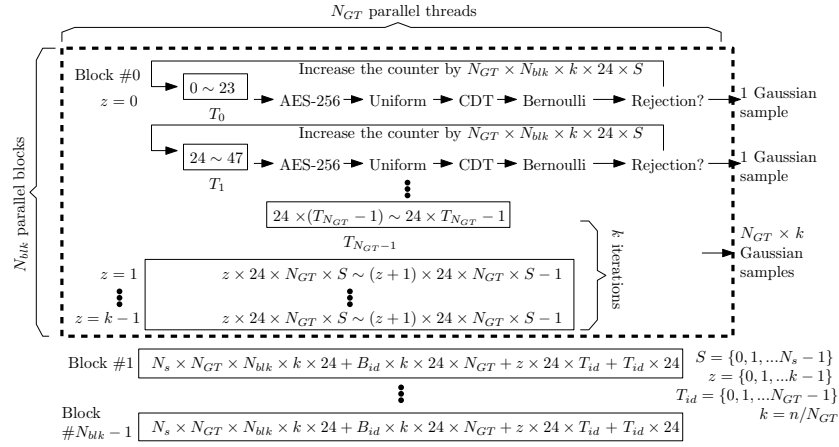 N_{GT} parallel threads
N_{blk} parallel blocks
Block #0
Increase the counter by N_{GT} × N_{blk} × k × 24 × S
z = 0
0 ∼ 23
T_0
AES-256
Uniform
CDT
Bernoulli
Rejection?
1 Gaussian
sample
Increase the counter by N_{GT} × N_{blk} × k × 24 × S
24 ∼ 47
T_1
AES-256
Uniform
CDT
Bernoulli
Rejection?
1 Gaussian
sample
24 ×(T_{N_{GT}} − 1) ∼ 24 × T_{N_{GT}} − 1
T_{N_{GT}−1}
k iterations
N_{GT} × k
Gaussian
samples
z = 1
z × 24 × N_{GT} × S ∼ (z + 1) × 24 × N_{GT} × S − 1
z = k − 1
z × 24 × N_{GT} × S ∼ (z + 1) × 24 × N_{GT} × S − 1
Block #1
N_s × N_{GT} × N_{blk} × k × 24 + B_{id} × k × 24 × N_{GT} + z × 24 × T_{id} + T_{id} × 24
S = {0, 1, ...N_s − 1}
z = {0, 1, ...k − 1}
T_{id} = {0, 1, ...N_{GT} − 1}
k = n/N_{GT}
Block
#N_{blk} − 1
N_s × N_{GT} × N_{blk} × k × 24 + B_{id} × k × 24 × N_{GT} + z × 24 × T_{id} + T_{id} × 24